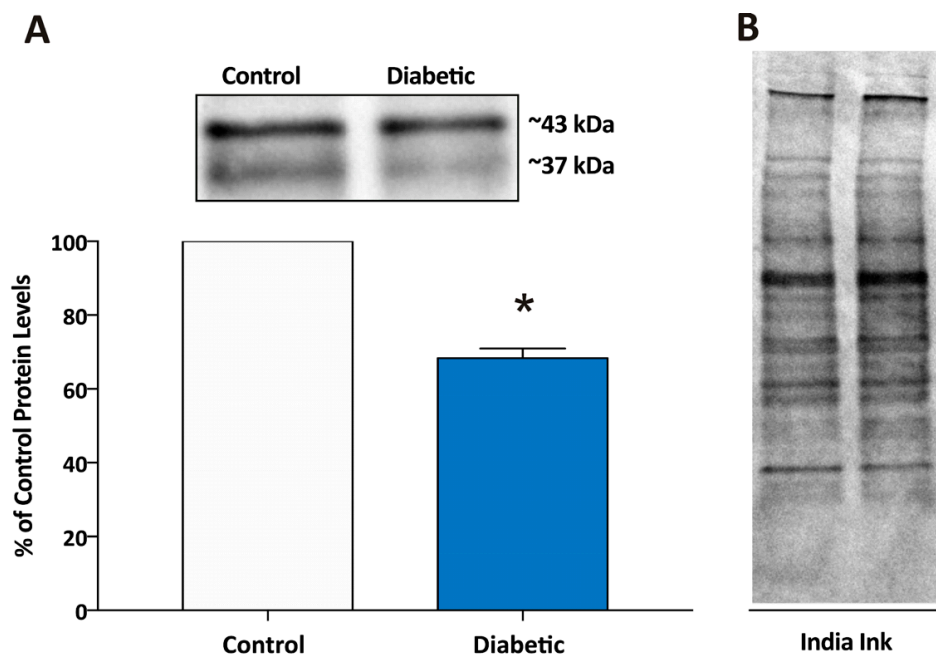 A
B
Control Diabetic
~43 kDa
~37 kDa
% of Control Protein Levels
100
80
60
40
20
0
*
Control Diabetic
India Ink